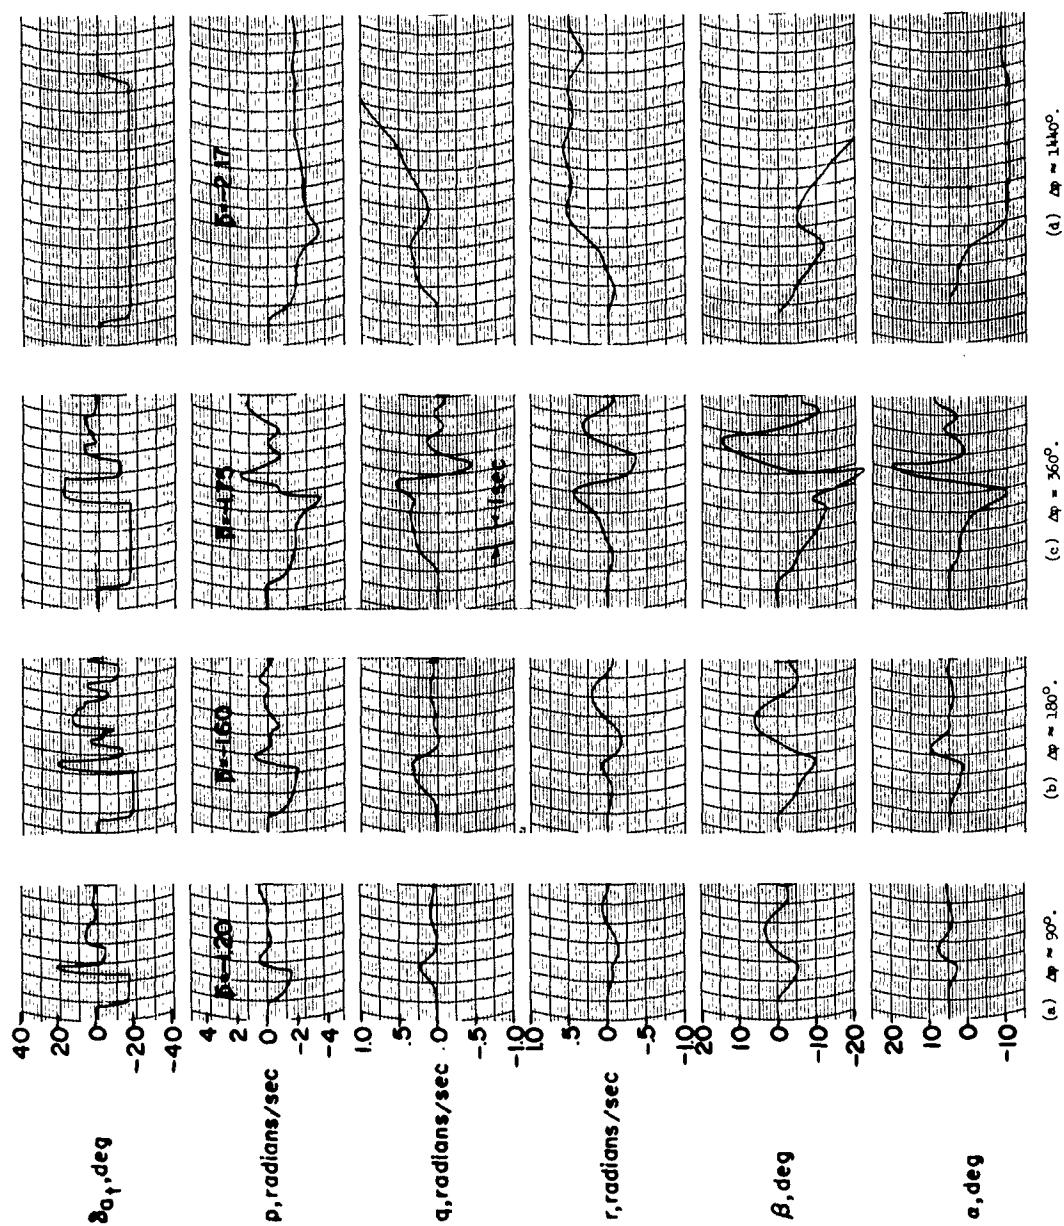 40
20
0
-20
-40
δat,deg
4
2
0
-2
-4
p,radians/sec
p̄=-1.20
p̄=-1.60
p̄=-1.75
p̄=-2.17
1.0
.5
.0
-.5
-1.0
q,radians/sec
1 sec
1.0
.5
0
-.5
-1.0
r,radians/sec
20
10
0
-10
-20
β,deg
10
0
-10
α,deg
(a) Δφ ≈ 90°.
(b) Δφ ≈ 180°.
(c) Δφ = 360°.
(d) Δφ ≈ 1440°.